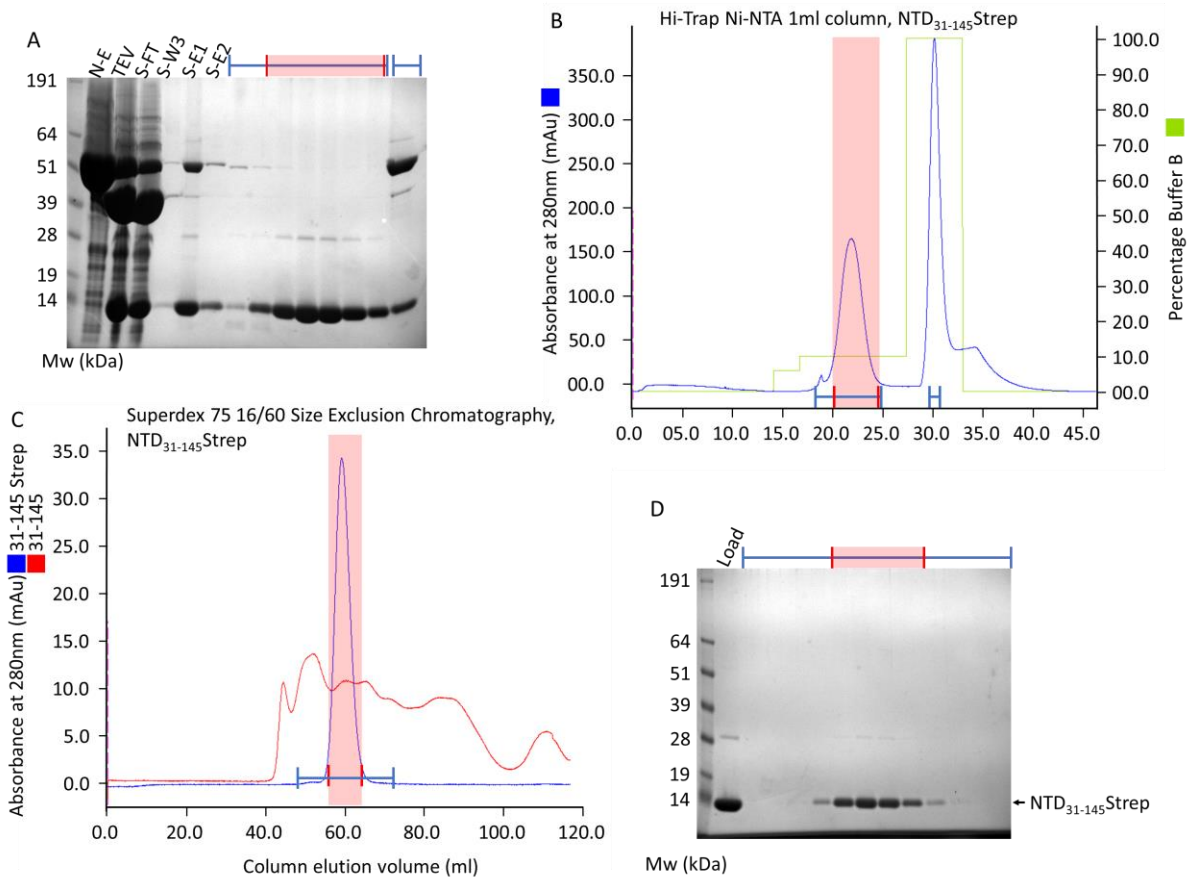 A
N-E
TEV
S-FT
S-W3
S-E1
S-E2
191
64
51
39
28
19
14
Mw (kDa)
B
Hi-Trap Ni-NTA 1ml column, NTD31-145Strep
Absorbance at 280nm (mAu)
350.0
300.0
250.0
200.0
150.0
100.0
50.0
00.0
100.0
90.0
80.0
70.0
60.0
50.0
40.0
30.0
20.0
10.0
00.0
Percentage Buffer B
0.0 05.0 10.0 15.0 20.0 25.0 30.0 35.0 40.0 45.0
C
Superdex 75 16/60 Size Exclusion Chromatography,
NTD31-145Strep
Absorbance at 280nm (mAu)
31-145 Strep
31-145
35.0
30.0
25.0
20.0
15.0
10.0
5.0
0.0
0.0 20.0 40.0 60.0 80.0 100.0 120.0
Column elution volume (ml)
D
Load
191
64
51
39
28
19
14
NTD31-145Strep
Mw (kDa)